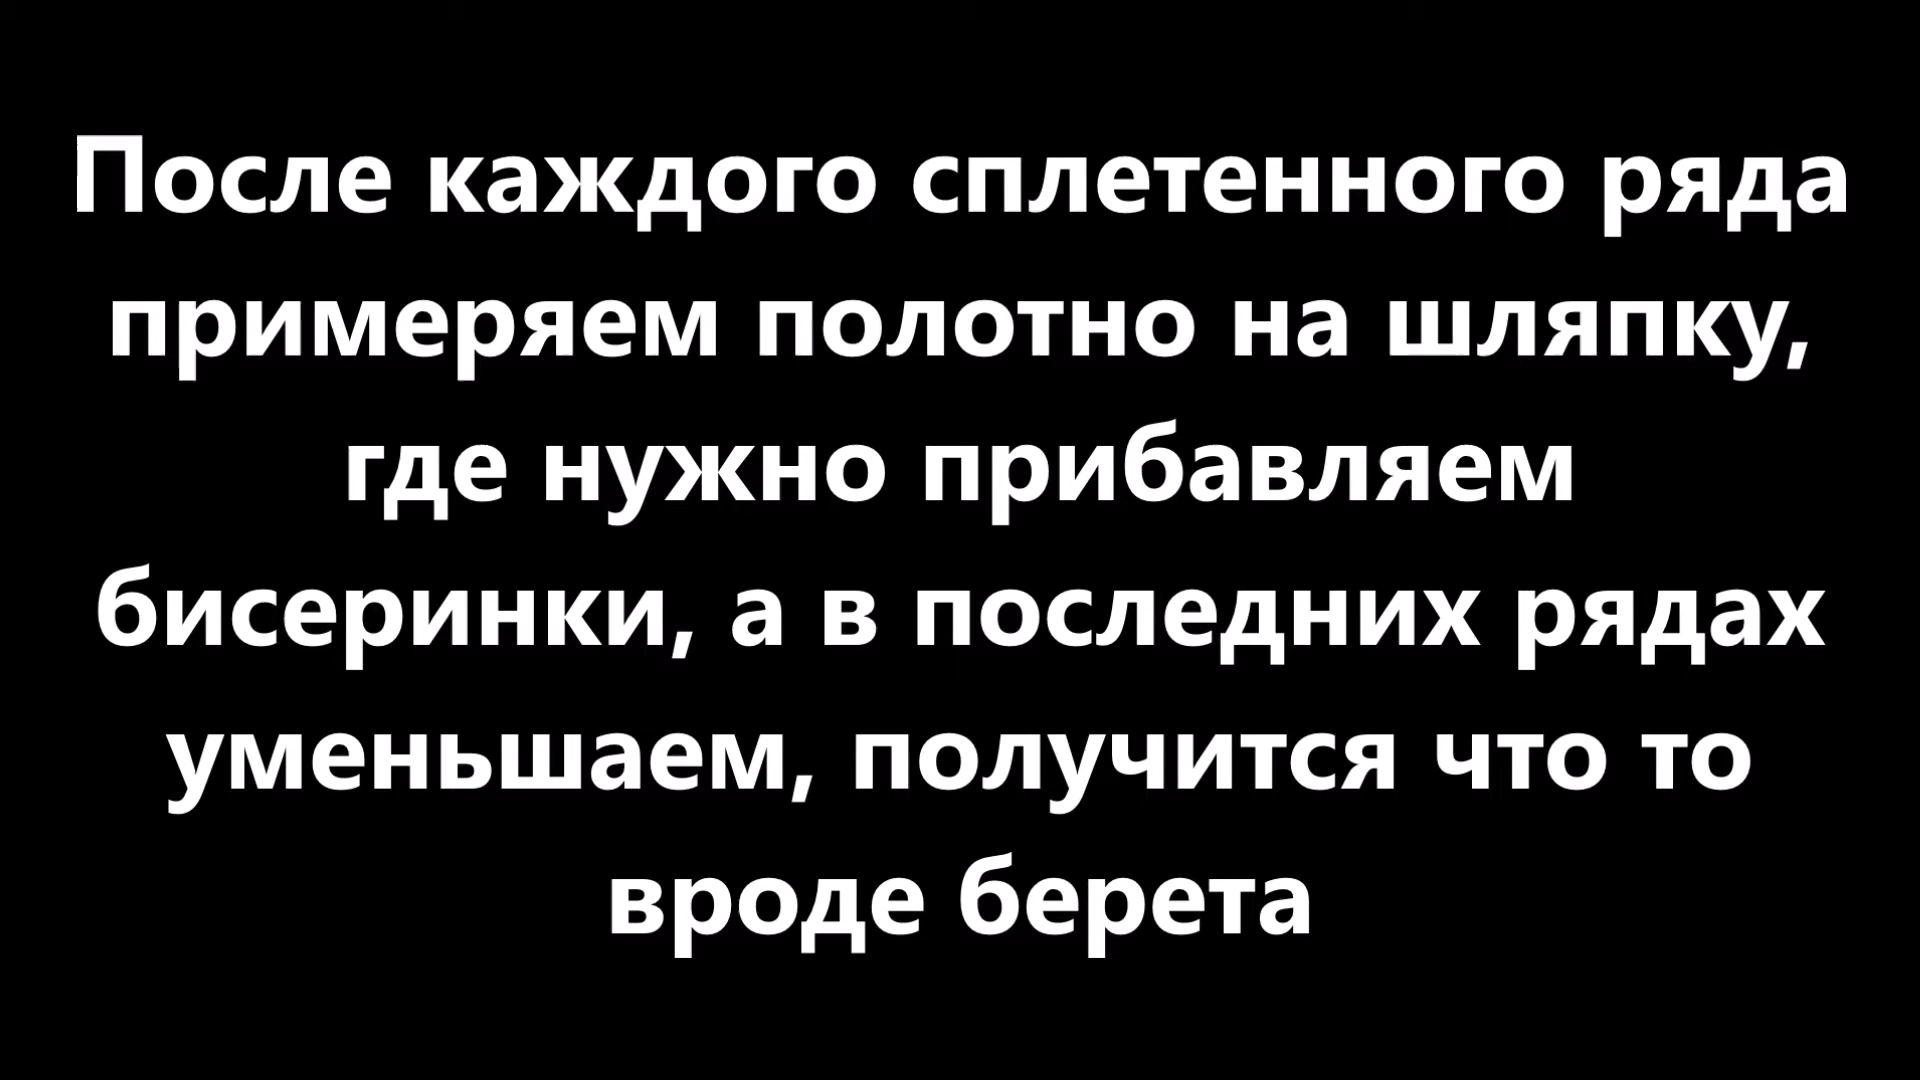 После каждого сплетенного ряда
примеряем полотно на шляпку,
где нужно прибавляем
бисеринки, а в последних рядах
уменьшаем, получится что то
вроде берета